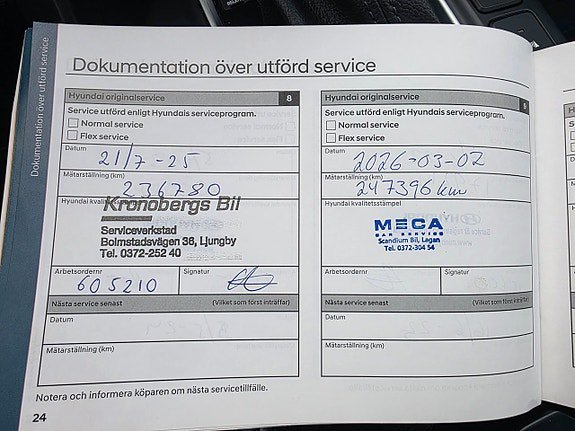 Dokumentation över utförd service
Dokumentation över utförd service
Hyundai originalservice 8
Service utförd enligt Hyundais serviceprogram.
Normal service
Flex service
Datum
21/7-25
Mätarställning (km)
236780
Hyundai kvalitetsstämpel
Kronobergs Bil
Serviceverkstad
Bolmstadsvägen 36, Ljungby
Tel. 0372-252 40
Arbetsordernr Signatur
605210
Nästa service senast (Vilket som först inträffar)
Datum
Mätarställning (km)
Hyundai originalservice 9
Service utförd enligt Hyundais serviceprogram.
Normal service
Flex service
Datum
2026-03-02
Mätarställning (km)
247396 km
Hyundai kvalitetsstämpel
MECA
CAR SERVICE
Scandium Bil, Lagan
Tel. 0372-304 54
Arbetsordernr Signatur
Nästa service senast (Vilket som först inträffar)
Datum
Mätarställning (km)
Notera och informera köparen om nästa servicetillfälle.
24